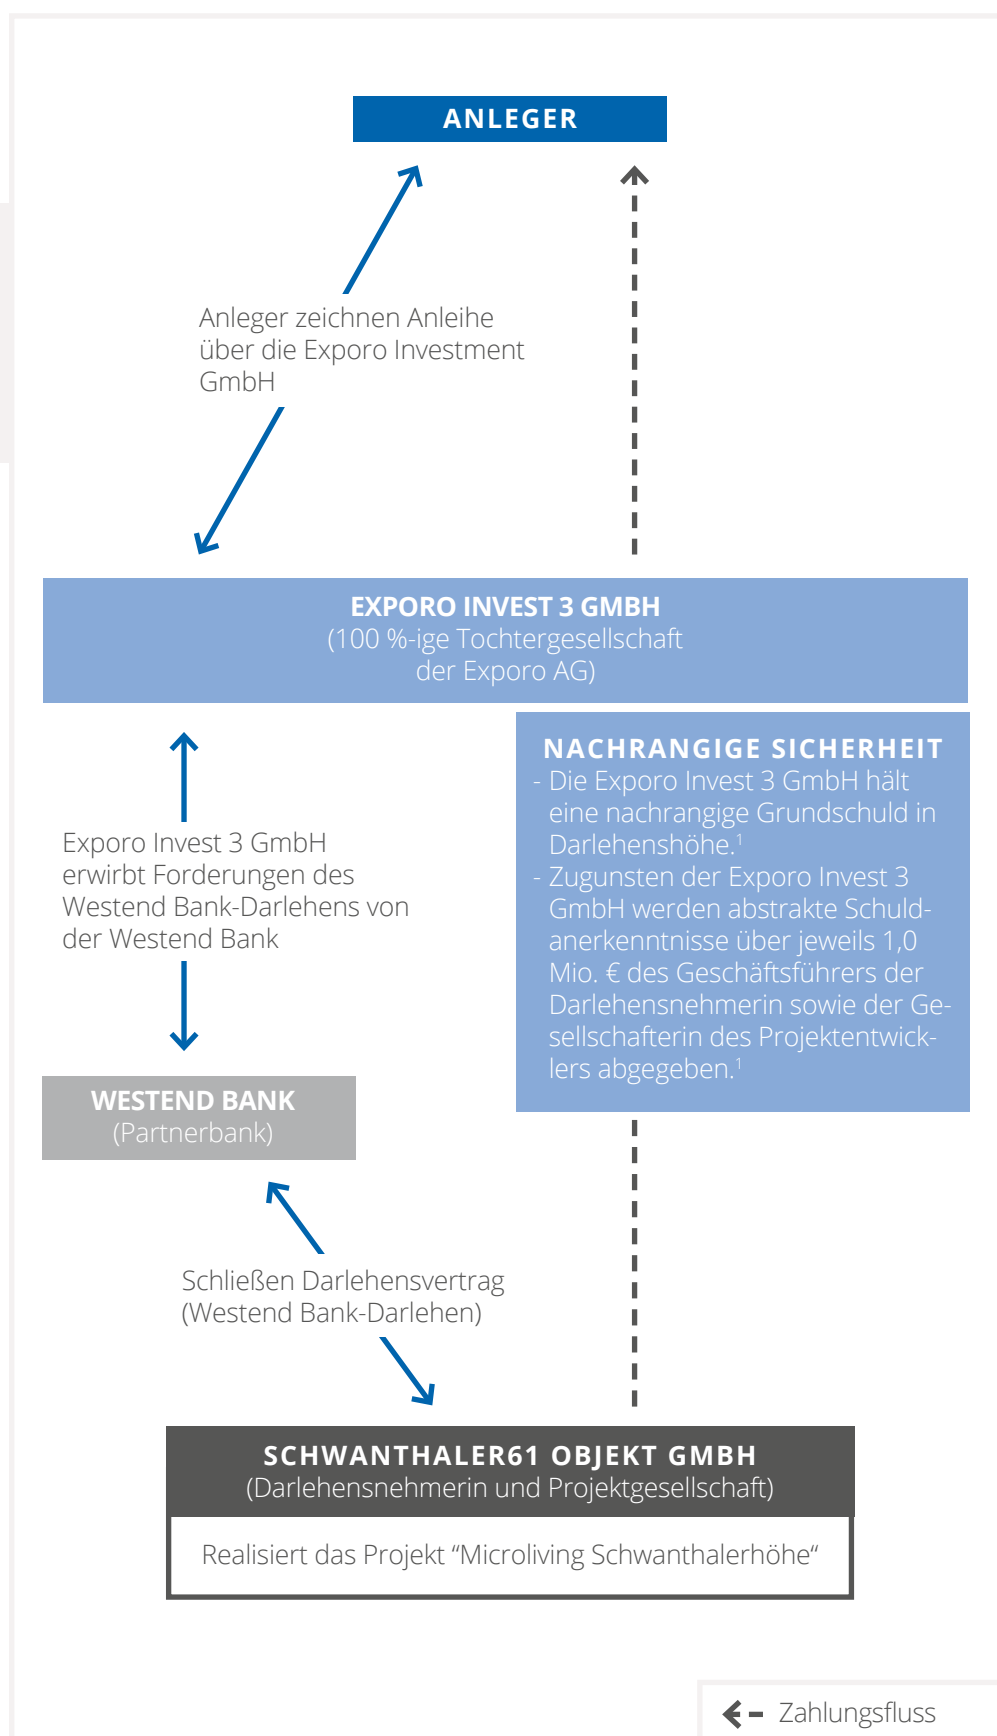 ANLEGER
Anleger zeichnen Anleihe
über die Exporo Investment
GmbH
EXPORO INVEST 3 GMBH
(100 %-ige Tochtergesellschaft
der Exporo AG)
NACHRANGIGE SICHERHEIT
- Die Exporo Invest 3 GmbH hält
eine nachrangige Grundschuld in
Darlehenshöhe.¹
- Zugunsten der Exporo Invest 3
GmbH werden abstrakte Schuld-
anerkenntnisse über jeweils 1,0
Mio. € des Geschäftsführers der
Darlehensnehmerin sowie der Ge-
sellschafterin des Projektentwick-
lers abgegeben.¹
Exporo Invest 3 GmbH
erwirbt Forderungen des
Westend Bank-Darlehens von
der Westend Bank
WESTEND BANK
(Partnerbank)
Schließen Darlehensvertrag
(Westend Bank-Darlehen)
SCHWANTHALER61 OBJEKT GMBH
(Darlehensnehmerin und Projektgesellschaft)
Realisiert das Projekt “Microliving Schwanthalerhöhe“
Zahlungsfluss